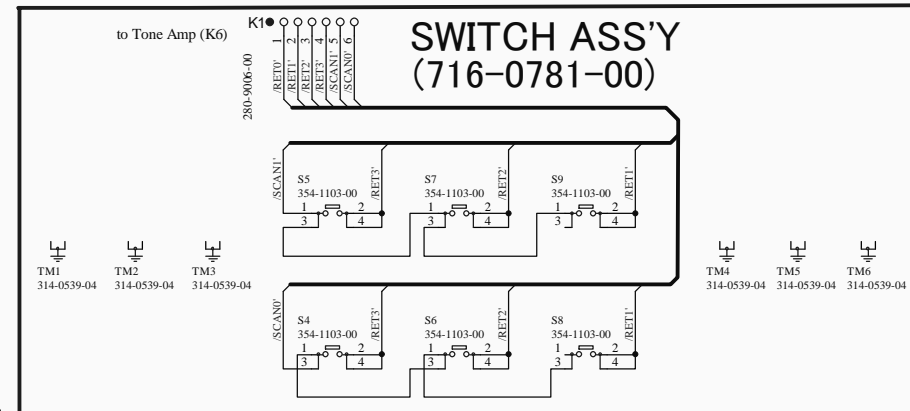 to Tone Amp (K6)
K1
SWITCH ASS'Y
(716-0781-00)
280-9006-00
1 2 3 4 5 6
/RET0'
/RET1'
/RET2'
/RET3'
/SCAN1'
/SCAN0'
/SCAN1'
S5
354-1103-00
1 2
3 4
/RET3'
S7
354-1103-00
1 2
3 4
/RET2'
S9
354-1103-00
1 2
3 4
/RET1'
TM1
314-0539-04
TM2
314-0539-04
TM3
314-0539-04
TM4
314-0539-04
TM5
314-0539-04
TM6
314-0539-04
/SCAN0'
S4
354-1103-00
1 2
3 4
/RET3'
S6
354-1103-00
1 2
3 4
/RET2'
S8
354-1103-00
1 2
3 4
/RET1'